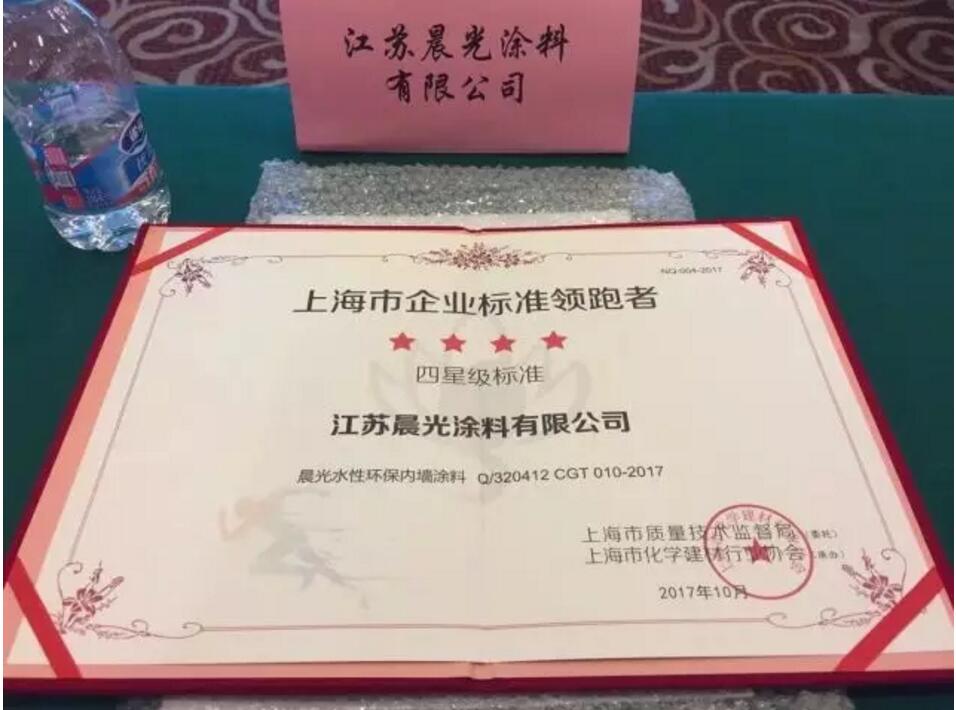 江苏晨光涂料
有限公司
NQ-004-2017
上海市企业标准领跑者
四星级标准
江苏晨光涂料有限公司
晨光水性环保内墙涂料 Q/320412 CGT 010-2017
上海市质量技术监督局(委托)
上海市化学建材行业协会(承办)
2017年10月